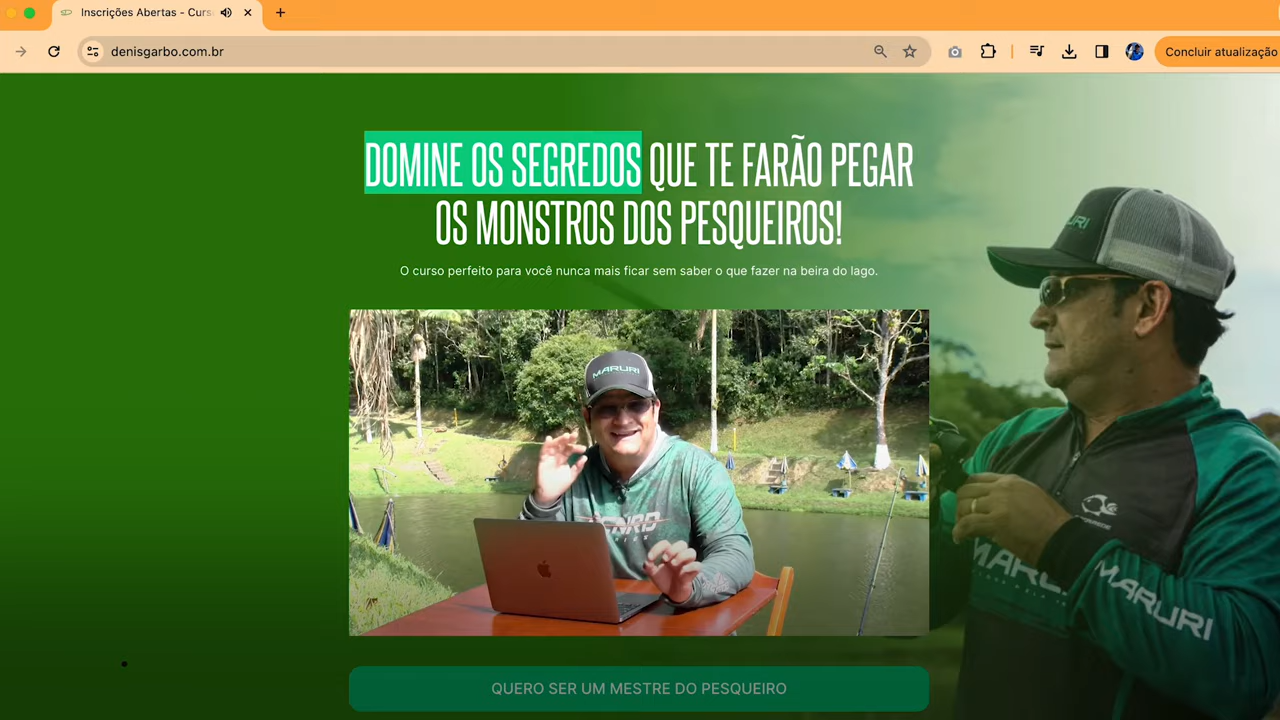 Inscrições Abertas - Curs
denisgarbo.com.br
Concluir atualização
DOMINE OS SEGREDOS QUE TE FARÃO PEGAR
OS MONSTROS DOS PESQUEIROS!
O curso perfeito para você nunca mais ficar sem saber o que fazer na beira do lago.
MARURI
MARURI
QUERO SER UM MESTRE DO PESQUEIRO